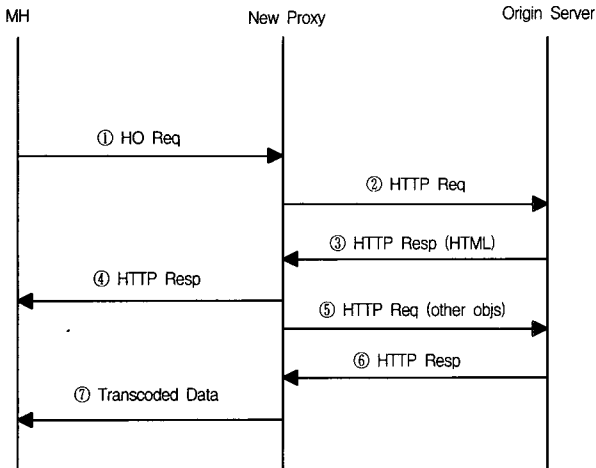 MH
New Proxy
Origin Server
① HO Req
② HTTP Req
③ HTTP Resp (HTML)
④ HTTP Resp
⑤ HTTP Req (other objs)
⑥ HTTP Resp
⑦ Transcoded Data